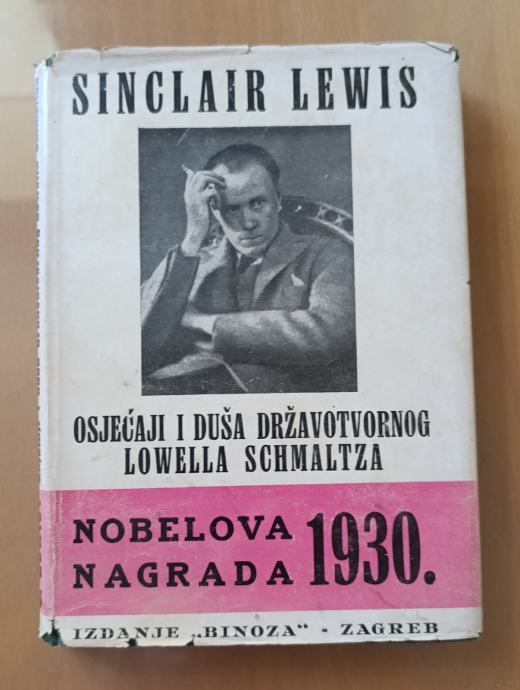 SINCLAIR LEWIS
OSJEĆAJI I DUŠA DRŽAVOTVORNOG
LOWELLA SCHMALTZA
NOBELOVA
NAGRADA 1930.
IZDANJE „BINOZA“ - ZAGREB